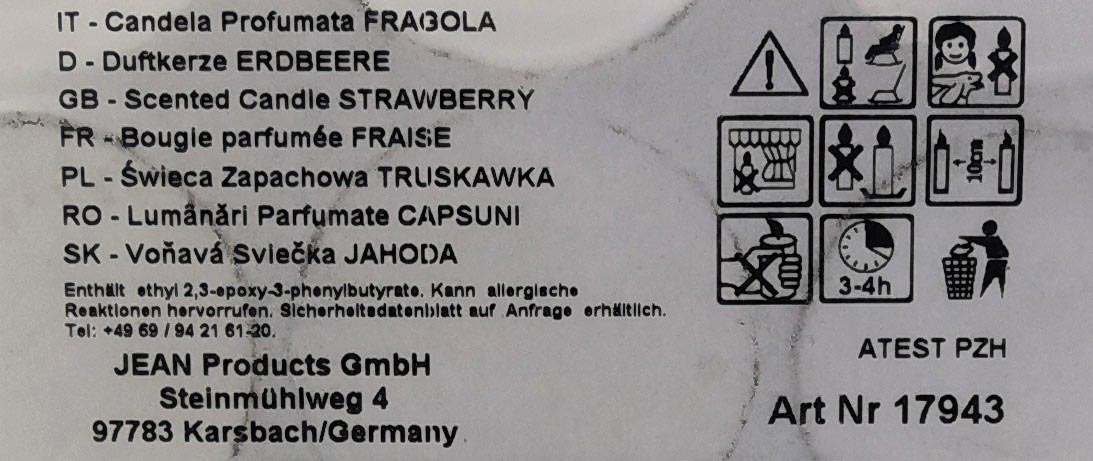 IT - Candela Profumata FRAGOLA
D - Duftkerze ERDBEERE
GB - Scented Candle STRAWBERRY
FR - Bougie parfumée FRAISE
PL - Świeca Zapachowa TRUSKAWKA
RO - Lumânări Parfumate CAPSUNI
SK - Voňavá Sviečka JAHODA
Enthält ethyl 2,3-epoxy-3-phenylbutyrate. Kann allergische
Reaktionen hervorrufen. Sicherheitsdatenblatt auf Anfrage erhältlich.
Tel: +49 69 / 94 21 61-20.
JEAN Products GmbH
Steinmühlweg 4
97783 Karsbach/Germany
10cm
3-4h
ATEST PZH
Art Nr 17943